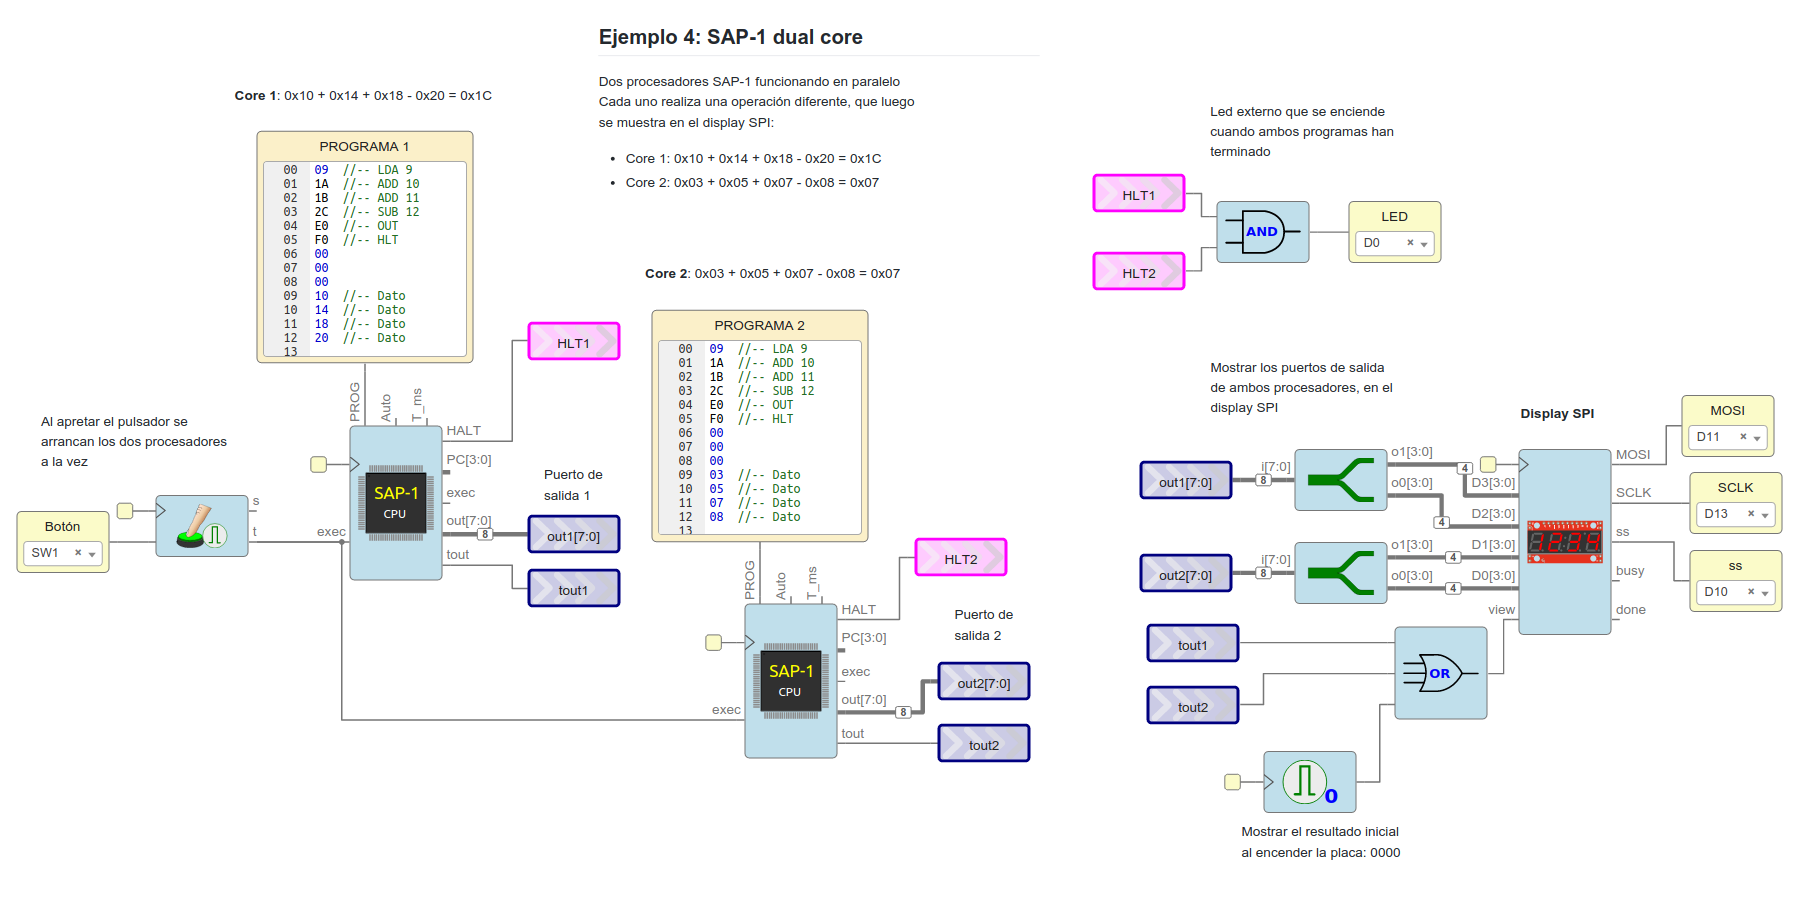 Ejemplo 4: SAP-1 dual core
Dos procesadores SAP-1 funcionando en paralelo
Cada uno realiza una operación diferente, que luego
se muestra en el display SPI:
• Core 1: 0x10 + 0x14 + 0x18 - 0x20 = 0x1C
• Core 2: 0x03 + 0x05 + 0x07 - 0x08 = 0x07
Core 1: 0x10 + 0x14 + 0x18 - 0x20 = 0x1C
PROGRAMA 1
00 09 //-- LDA 9
01 1A //-- ADD 10
02 1B //-- ADD 11
03 2C //-- SUB 12
04 E0 //-- OUT
05 F0 //-- HLT
06 00
07 00
08 00
09 10 //-- Dato
10 14 //-- Dato
11 18 //-- Dato
12 20 //-- Dato
13
PROG
Auto
T_ms
HALT
PC[3:0]
exec
out[7:0]
tout
exec
SAP-1
CPU
HLT1
Puerto de
salida 1
out1[7:0]
8
tout1
Al apretar el pulsador se
arrancan los dos procesadores
a la vez
Botón
SW1 ×
s
t
Core 2: 0x03 + 0x05 + 0x07 - 0x08 = 0x07
PROGRAMA 2
00 09 //-- LDA 9
01 1A //-- ADD 10
02 1B //-- ADD 11
03 2C //-- SUB 12
04 E0 //-- OUT
05 F0 //-- HLT
06 00
07 00
08 00
09 03 //-- Dato
10 05 //-- Dato
11 07 //-- Dato
12 08 //-- Dato
13
PROG
Auto
T_ms
HALT
PC[3:0]
exec
out[7:0]
tout
exec
SAP-1
CPU
HLT2
Puerto de
salida 2
8
out2[7:0]
tout2
Led externo que se enciende
cuando ambos programas han
terminado
HLT1
HLT2
AND
LED
D0 ×
Mostrar los puertos de salida
de ambos procesadores, en el
display SPI
Display SPI
out1[7:0]
i[7:0]
8
o1[3:0]
o0[3:0]
4
4
D3[3:0]
D2[3:0]
out2[7:0]
i[7:0]
8
o1[3:0]
4
D1[3:0]
o0[3:0]
4
D0[3:0]
view
MOSI
SCLK
ss
busy
done
MOSI
D11 ×
SCLK
D13 ×
ss
D10 ×
tout1
tout2
OR
0
Mostrar el resultado inicial
al encender la placa: 0000